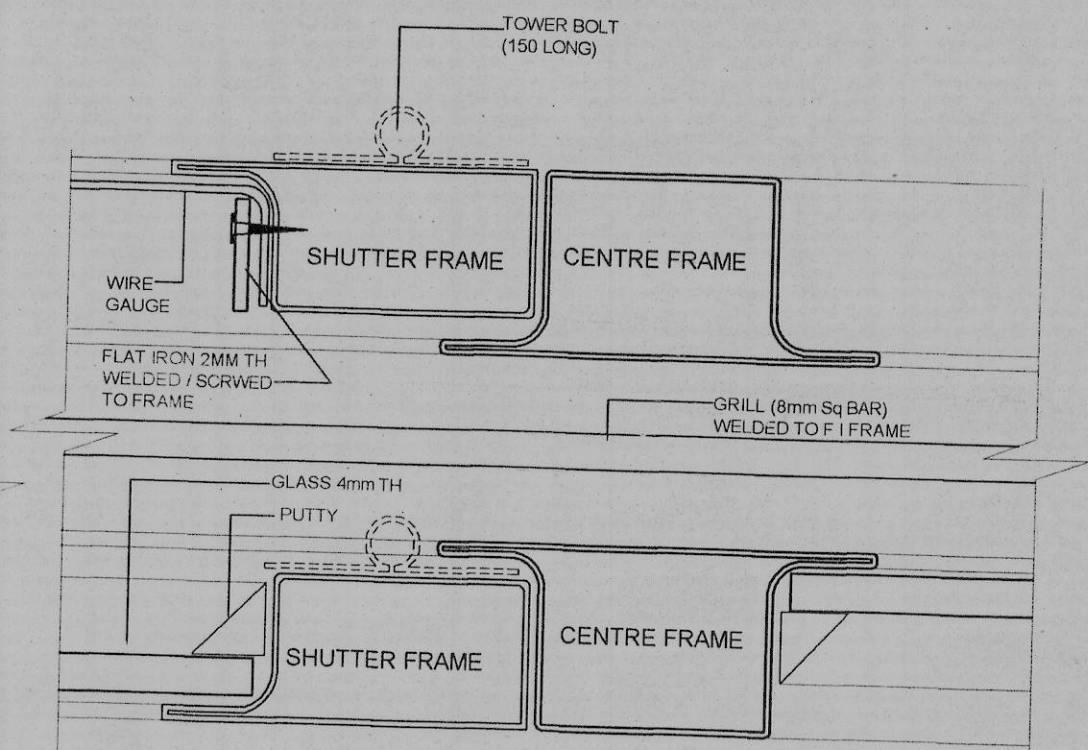 TOWER BOLT
(150 LONG)
SHUTTER FRAME
CENTRE FRAME
WIRE
GAUGE
FLAT IRON 2MM TH
WELDED / SCRWED
TO FRAME
GRILL (8mm Sq BAR)
WELDED TO F I FRAME
GLASS 4mm TH
PUTTY
SHUTTER FRAME
CENTRE FRAME